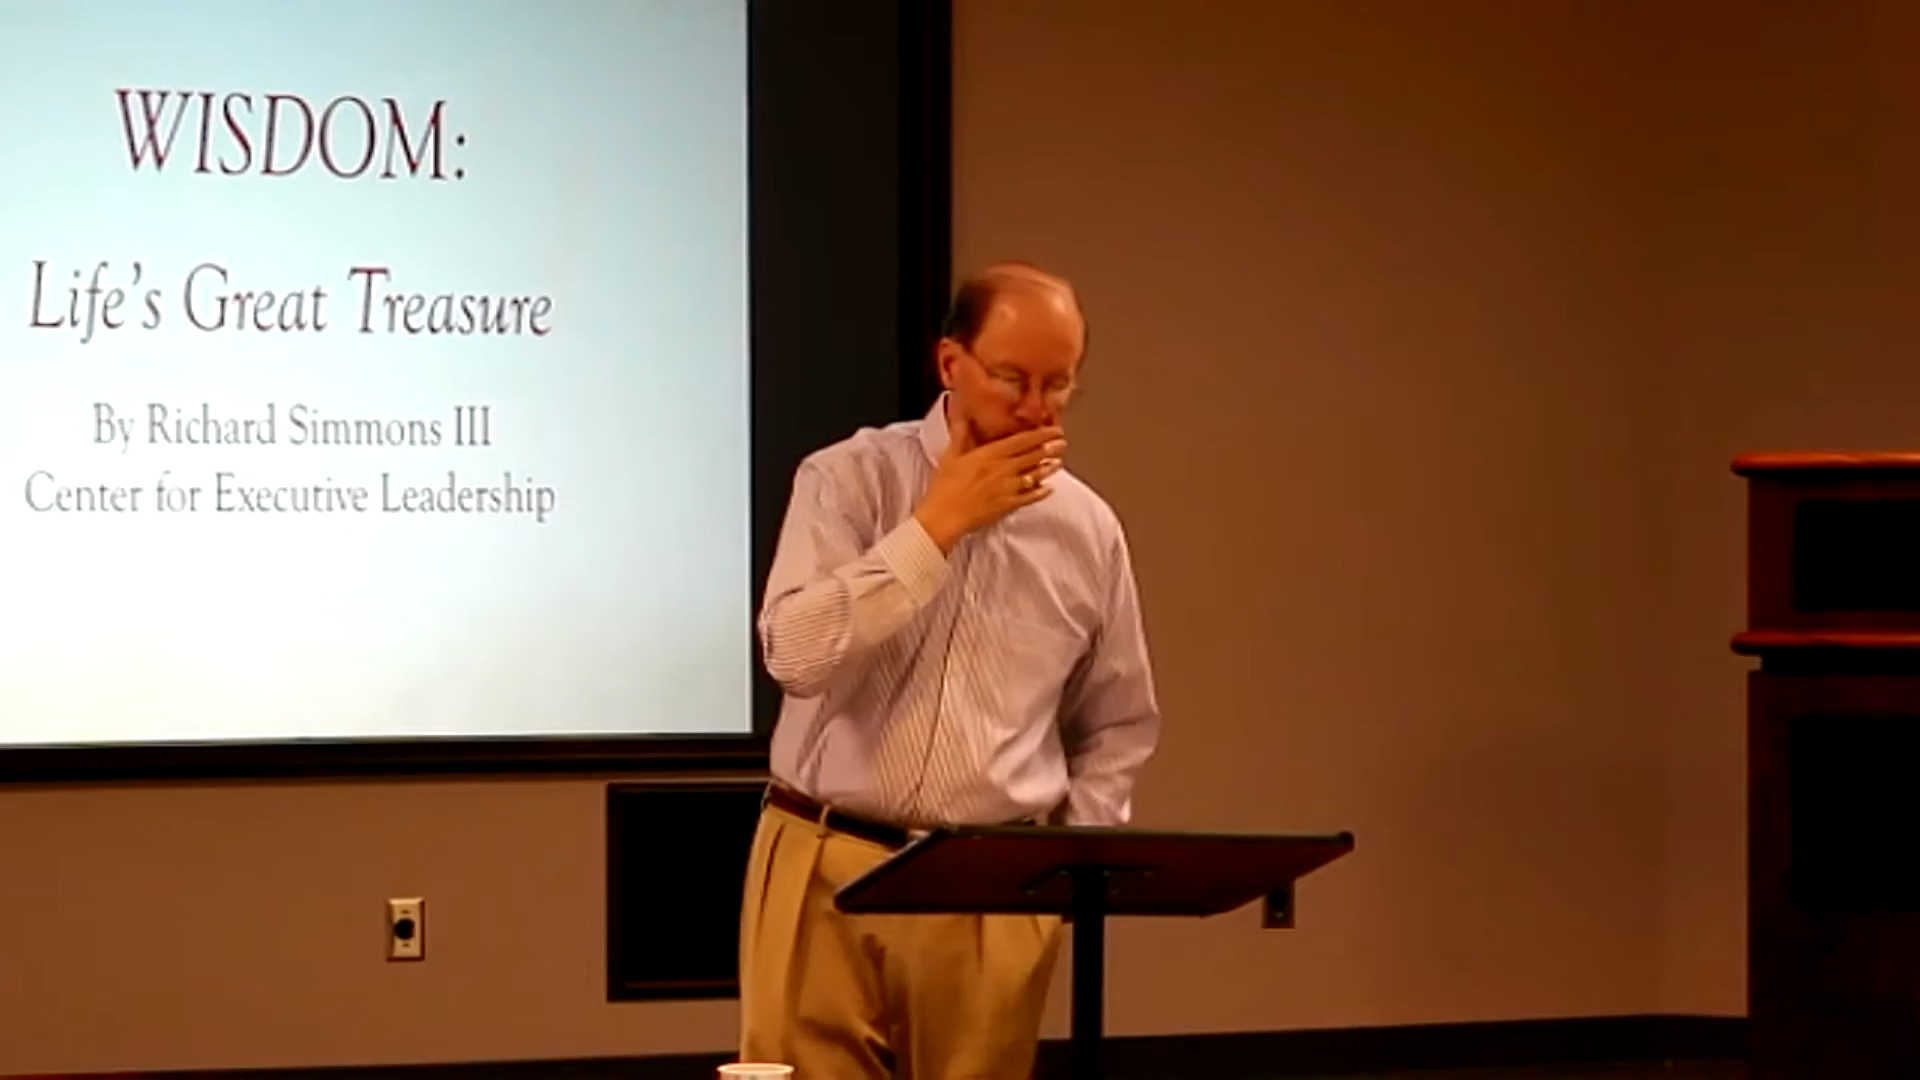 WISDOM:
Life's Great Treasure
By Richard Simmons III
Center for Executive Leadership